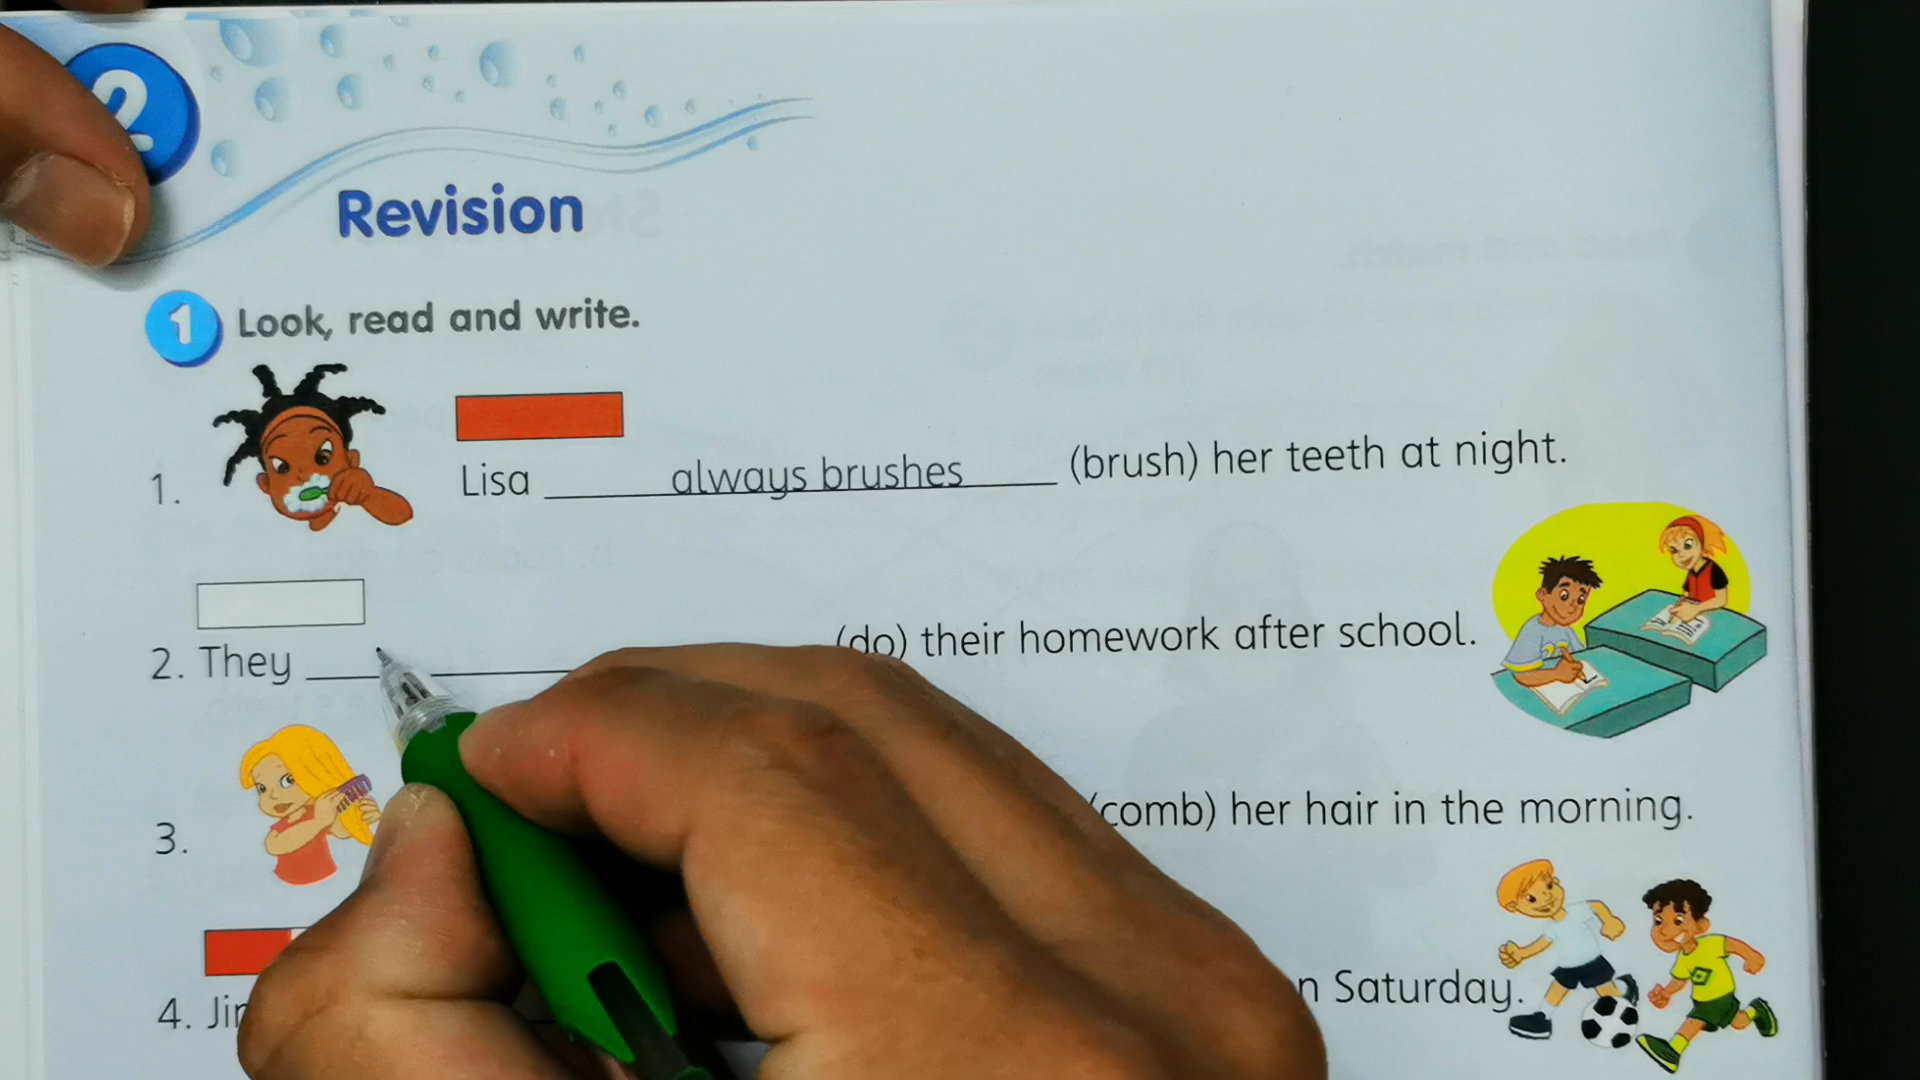 2
Revision
1 Look, read and write.
1. Lisa always brushes (brush) her teeth at night.
2. They (do) their homework after school.
3. (comb) her hair in the morning.
4. Saturday.